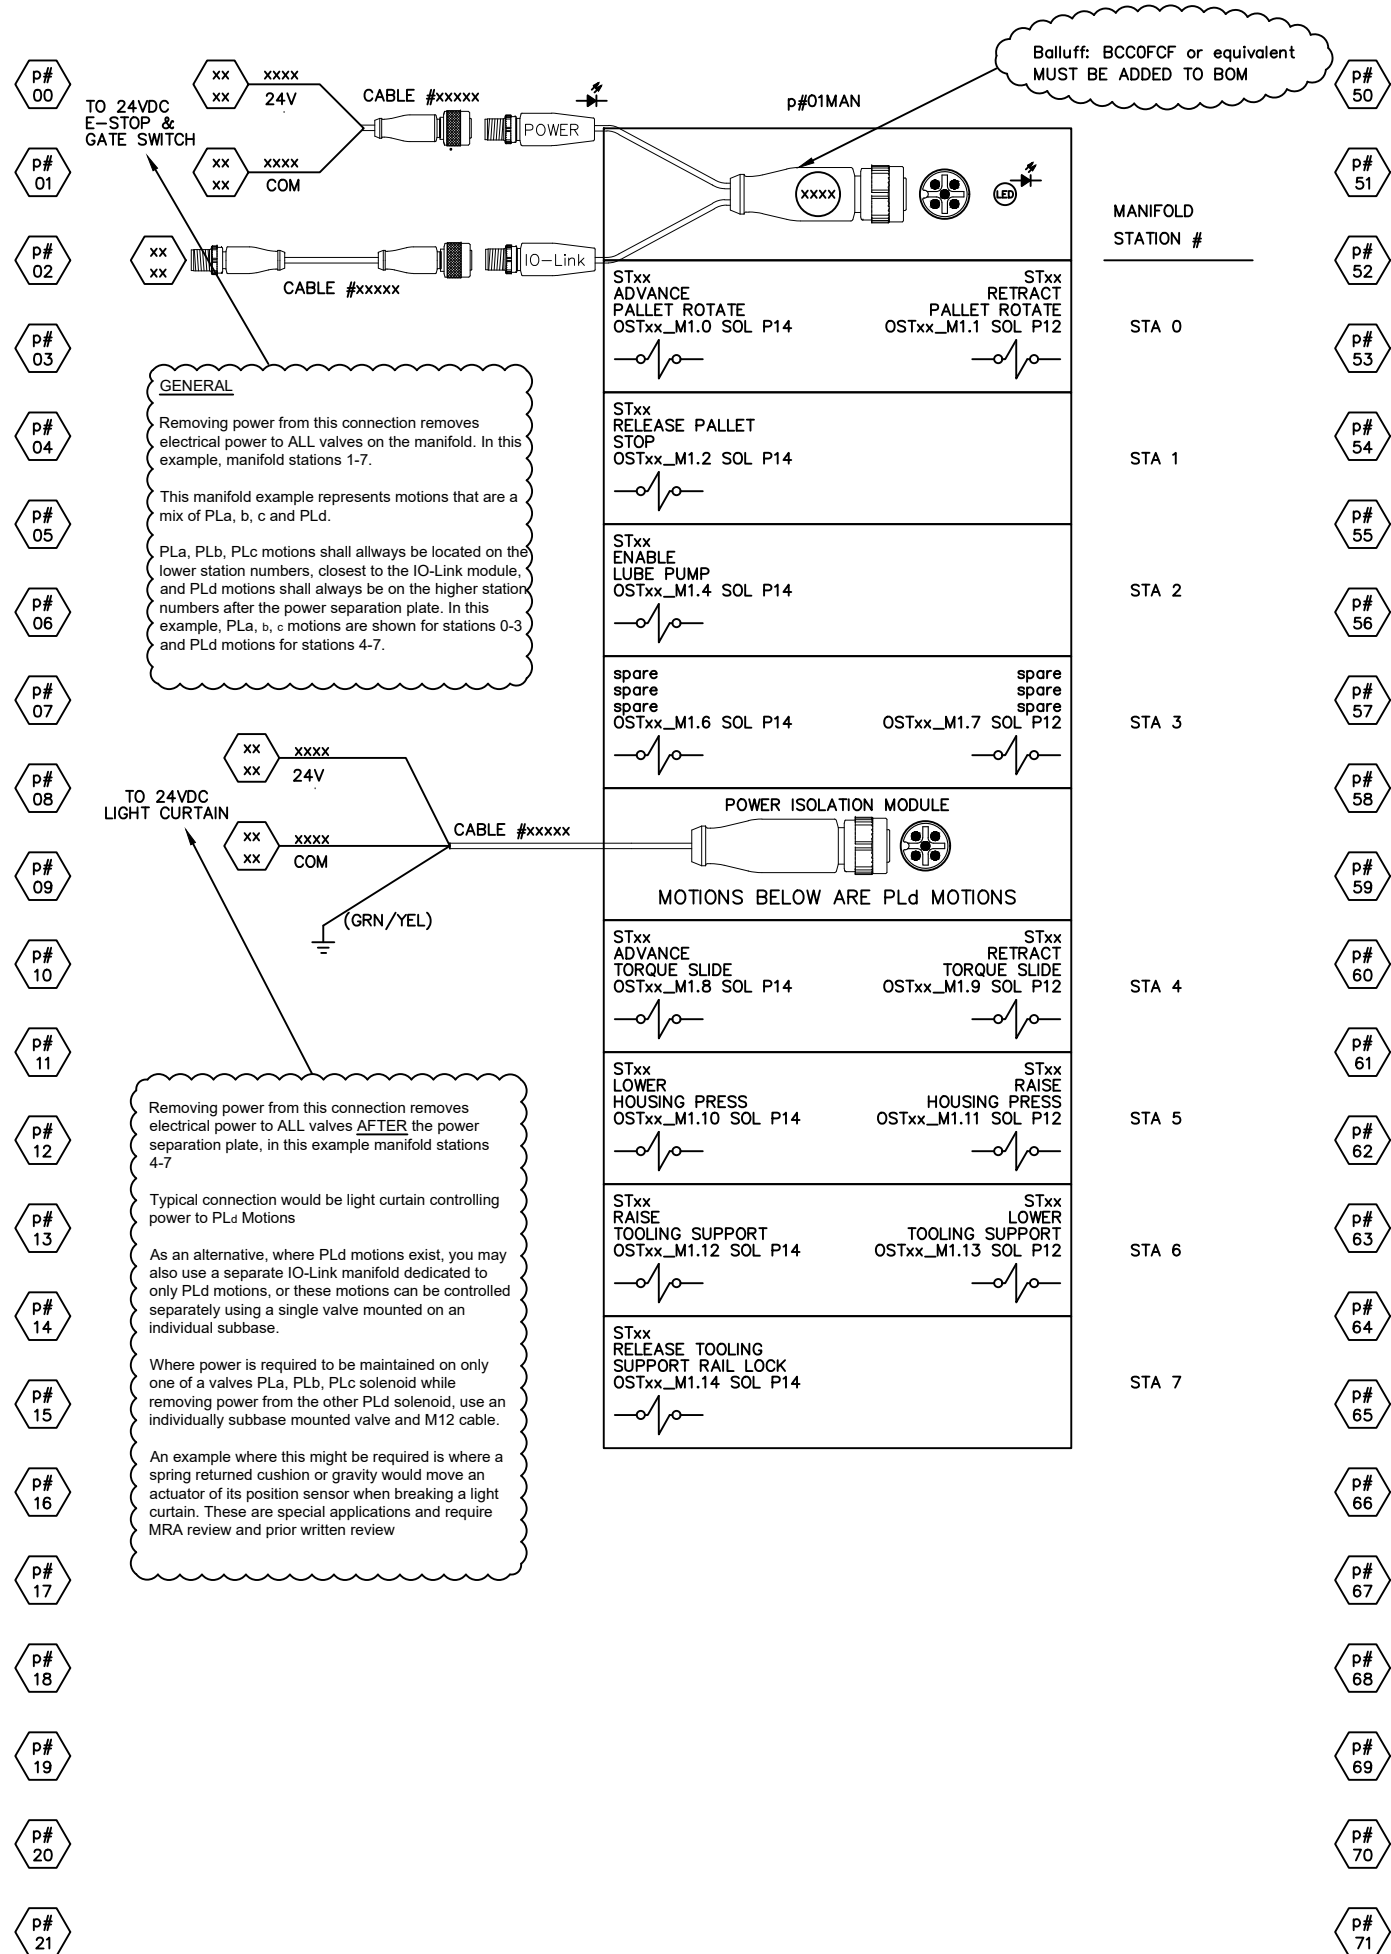 p#
00
p#
01
p#
02
p#
03
p#
04
p#
05
p#
06
p#
07
p#
08
p#
09
p#
10
p#
11
p#
12
p#
13
p#
14
p#
15
p#
16
p#
17
p#
18
p#
19
p#
20
p#
21
TO 24VDC
E-STOP &
GATE SWITCH
xx
xx
xxxx
24V
xx
xx
xxxx
COM
CABLE #xxxxx
POWER
xx
xx
CABLE #xxxxx
IO-Link
Balluff: BCC0FCF or equivalent
MUST BE ADDED TO BOM
p#01MAN
xxxx
LED
MANIFOLD
STATION #
GENERAL
Removing power from this connection removes
electrical power to ALL valves on the manifold. In this
example, manifold stations 1-7.
This manifold example represents motions that are a
mix of PLa, b, c and PLd.
PLa, PLb, PLc motions shall allways be located on the
lower station numbers, closest to the IO-Link module,
and PLd motions shall always be on the higher station
numbers after the power separation plate. In this
example, PLa, b, c motions are shown for stations 0-3
and PLd motions for stations 4-7.
STxx
ADVANCE
PALLET ROTATE
OSTxx_M1.0 SOL P14
STxx
RETRACT
PALLET ROTATE
OSTxx_M1.1 SOL P12
STA 0
STxx
RELEASE PALLET
STOP
OSTxx_M1.2 SOL P14
STA 1
STxx
ENABLE
LUBE PUMP
OSTxx_M1.4 SOL P14
STA 2
spare
spare
spare
OSTxx_M1.6 SOL P14
spare
spare
spare
OSTxx_M1.7 SOL P12
STA 3
TO 24VDC
LIGHT CURTAIN
xx
xx
xxxx
24V
xx
xx
xxxx
COM
CABLE #xxxxx
(GRN/YEL)
POWER ISOLATION MODULE
MOTIONS BELOW ARE PLd MOTIONS
STxx
ADVANCE
TORQUE SLIDE
OSTxx_M1.8 SOL P14
STxx
RETRACT
TORQUE SLIDE
OSTxx_M1.9 SOL P12
STA 4
STxx
LOWER
HOUSING PRESS
OSTxx_M1.10 SOL P14
STxx
RAISE
HOUSING PRESS
OSTxx_M1.11 SOL P12
STA 5
STxx
RAISE
TOOLING SUPPORT
OSTxx_M1.12 SOL P14
STxx
LOWER
TOOLING SUPPORT
OSTxx_M1.13 SOL P12
STA 6
STxx
RELEASE TOOLING
SUPPORT RAIL LOCK
OSTxx_M1.14 SOL P14
STA 7
Removing power from this connection removes
electrical power to ALL valves AFTER the power
separation plate, in this example manifold stations
4-7
Typical connection would be light curtain controlling
power to PLd Motions
As an alternative, where PLd motions exist, you may
also use a separate IO-Link manifold dedicated to
only PLd motions, or these motions can be controlled
separately using a single valve mounted on an
individual subbase.
Where power is required to be maintained on only
one of a valves PLa, PLb, PLc solenoid while
removing power from the other PLd solenoid, use an
individually subbase mounted valve and M12 cable.
An example where this might be required is where a
spring returned cushion or gravity would move an
actuator of its position sensor when breaking a light
curtain. These are special applications and require
MRA review and prior written review
p#
50
p#
51
p#
52
p#
53
p#
54
p#
55
p#
56
p#
57
p#
58
p#
59
p#
60
p#
61
p#
62
p#
63
p#
64
p#
65
p#
66
p#
67
p#
68
p#
69
p#
70
p#
71